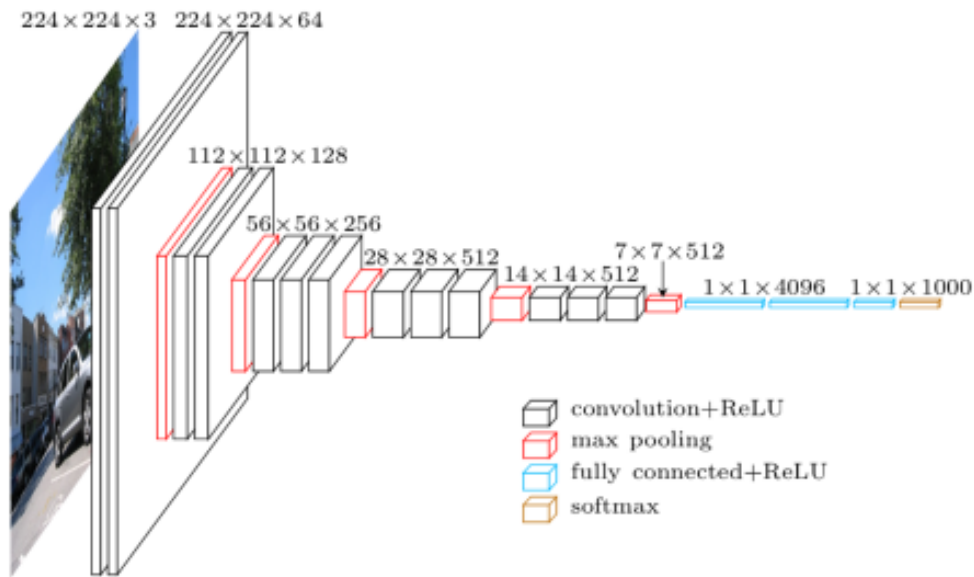 224×224×3
224×224×64
112×112×128
56×56×256
28×28×512
14×14×512
7×7×512
1×1×4096
1×1×1000
convolution+ReLU
max pooling
fully connected+ReLU
softmax